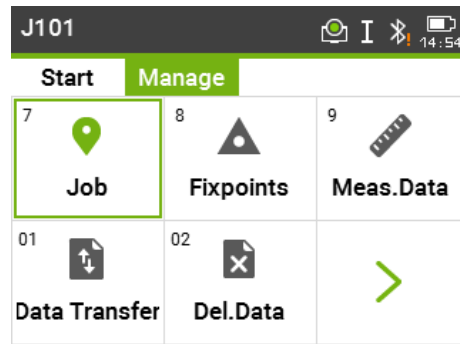 J101
14:54
Start Manage
7 8 9
Job Fixpoints Meas.Data
01 02
Data Transfer Del.Data